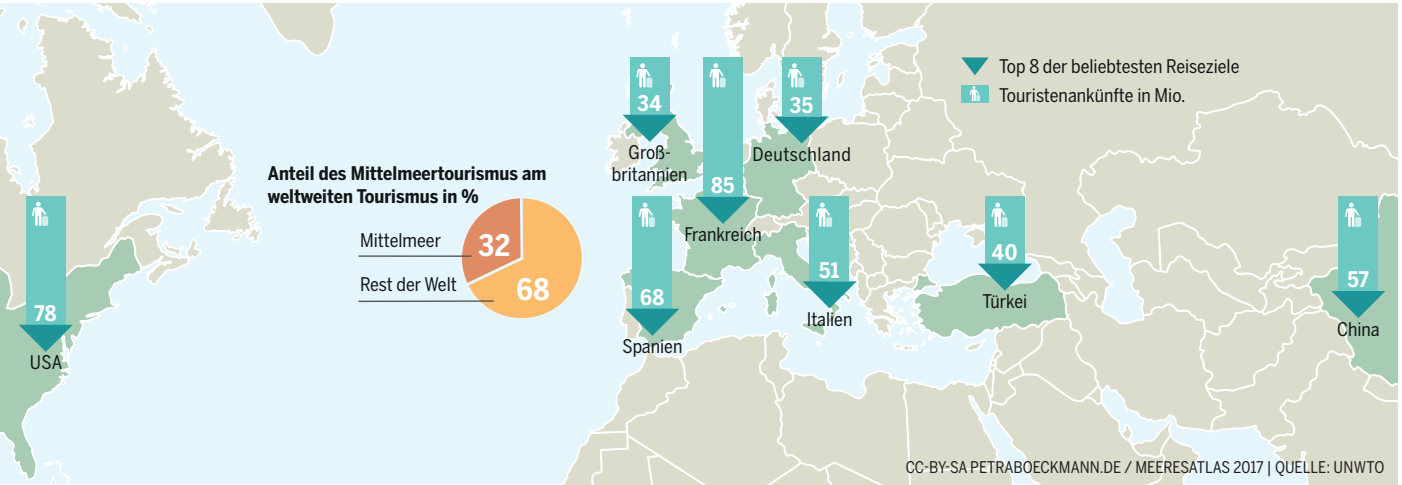 Top 8 der beliebtesten Reiseziele
Touristenankünfte in Mio.
34
Groß-
britannien
85
Frankreich
35
Deutschland
Anteil des Mittelmeertourismus am
weltweiten Tourismus in %
Mittelmeer
32
Rest der Welt
68
78
USA
68
Spanien
51
Italien
40
Türkei
57
China
CC-BY-SA PETRABOECKMANN.DE / MEERESATLAS 2017 | QUELLE: UNWTO